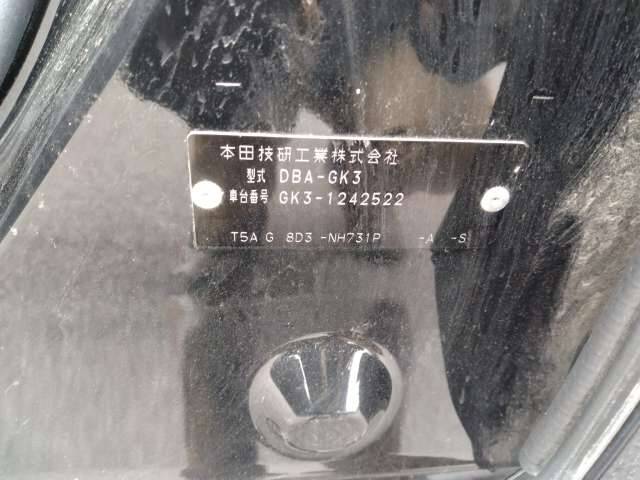 本田技研工業株式会社
型式 DBA-GK3
車台番号 GK3-1242522
T5A G 8D3 -NH731P -A -S